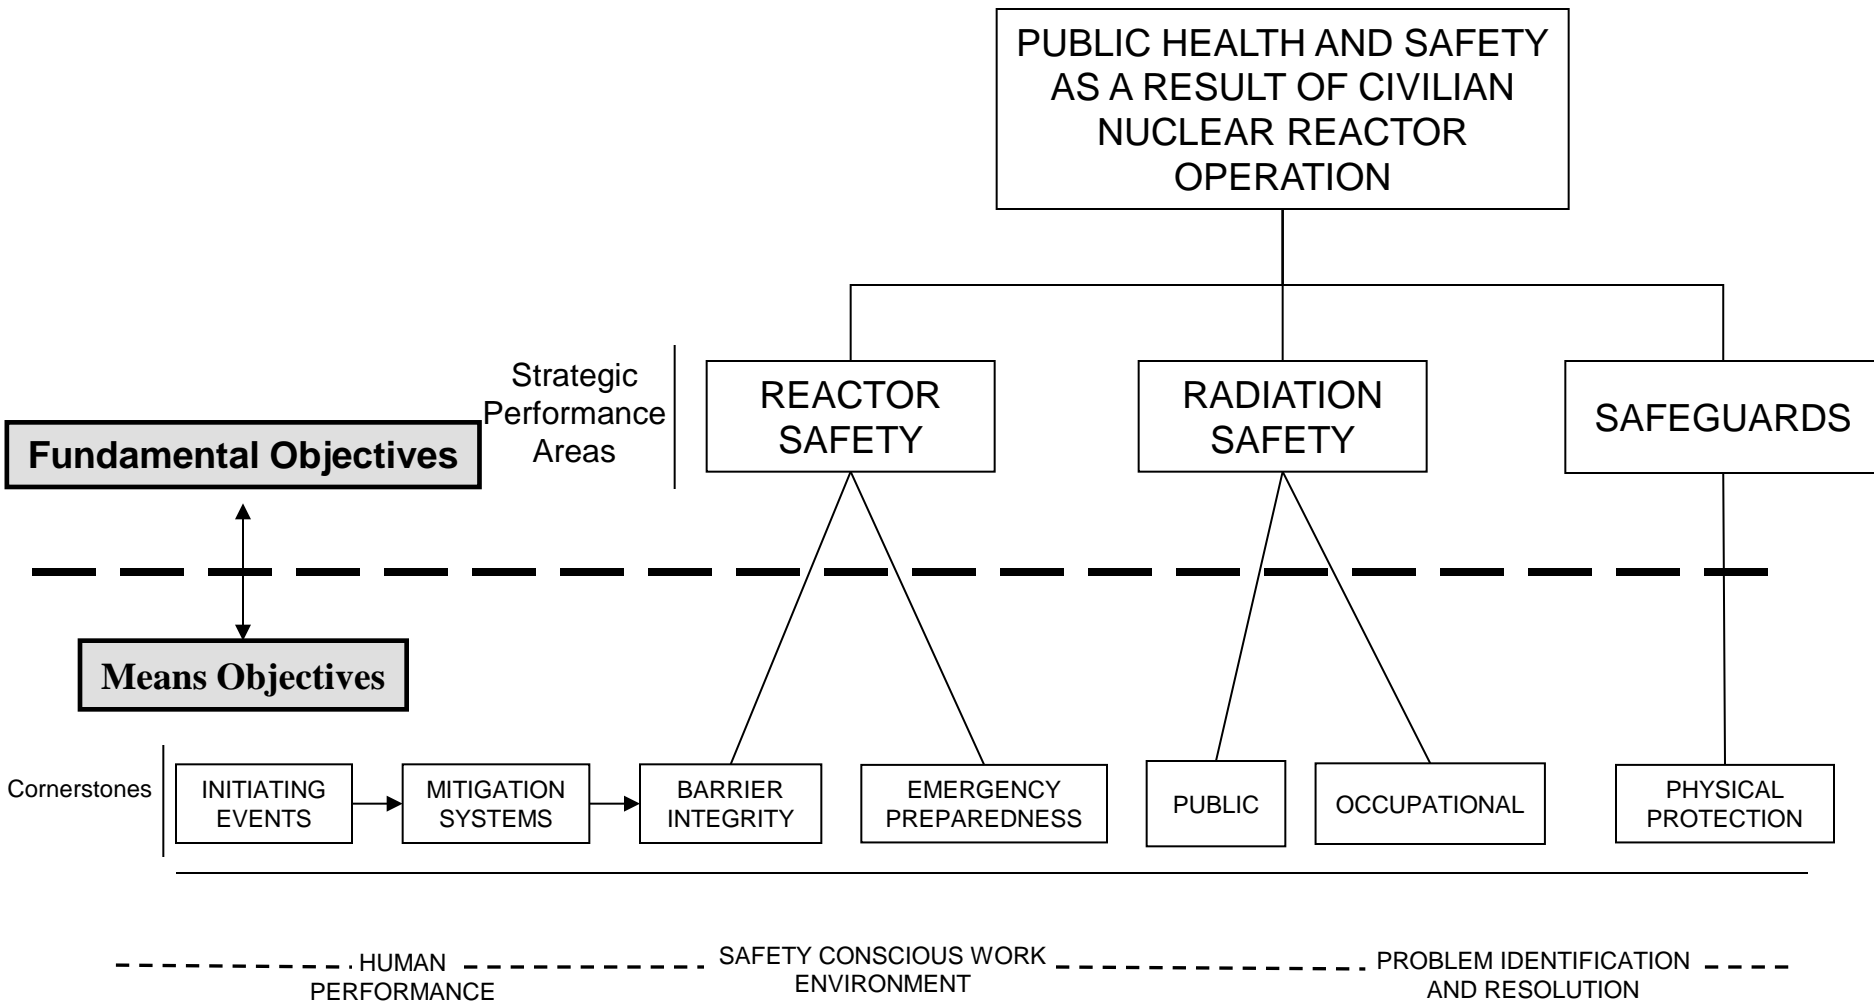 PUBLIC HEALTH AND SAFETY
AS A RESULT OF CIVILIAN
NUCLEAR REACTOR
OPERATION
Strategic
Performance
Areas
REACTOR
SAFETY
RADIATION
SAFETY
SAFEGUARDS
Fundamental Objectives
Means Objectives
Cornerstones
INITIATING
EVENTS
MITIGATION
SYSTEMS
BARRIER
INTEGRITY
EMERGENCY
PREPAREDNESS
PUBLIC
OCCUPATIONAL
PHYSICAL
PROTECTION
HUMAN
PERFORMANCE
SAFETY CONSCIOUS WORK
ENVIRONMENT
PROBLEM IDENTIFICATION
AND RESOLUTION